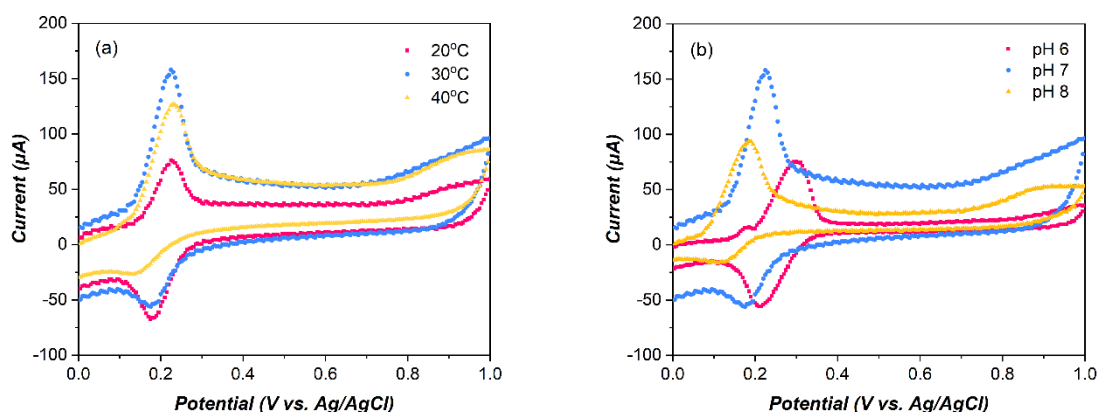 (a)
20°C
30°C
40°C
200
150
100
50
0
-50
-100
Current (µA)
0.0 0.2 0.4 0.6 0.8 1.0
Potential (V vs. Ag/AgCl)
(b)
pH 6
pH 7
pH 8
200
150
100
50
0
-50
-100
Current (µA)
0.0 0.2 0.4 0.6 0.8 1.0
Potential (V vs. Ag/AgCl)